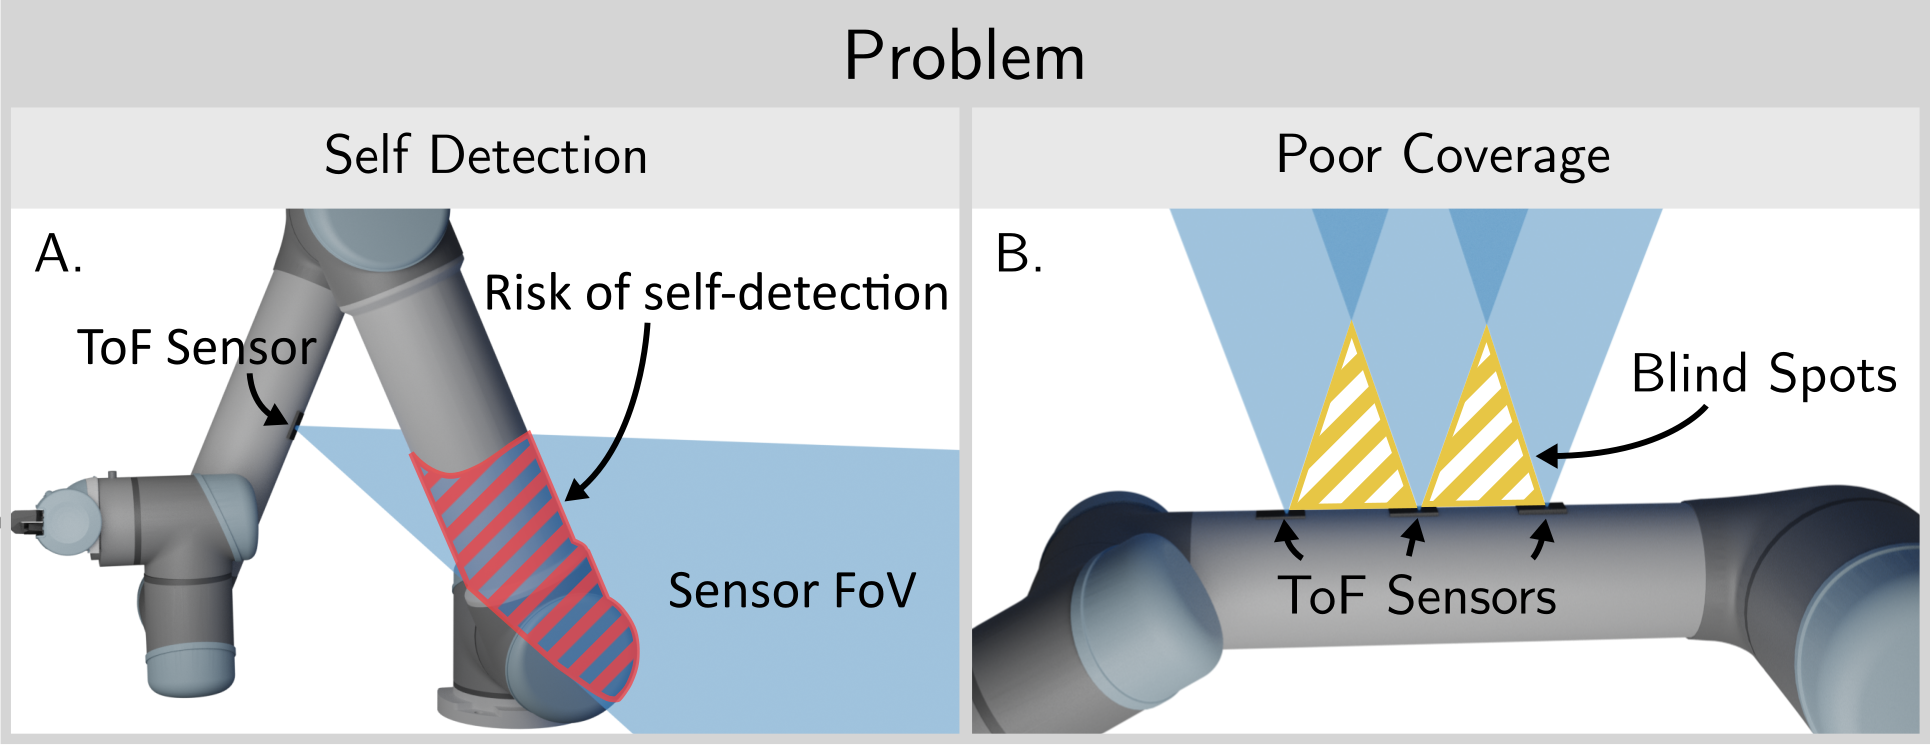 Problem
Self Detection
Poor Coverage
A.
Risk of self-detection
ToF Sensor
Sensor FoV
B.
Blind Spots
ToF Sensors